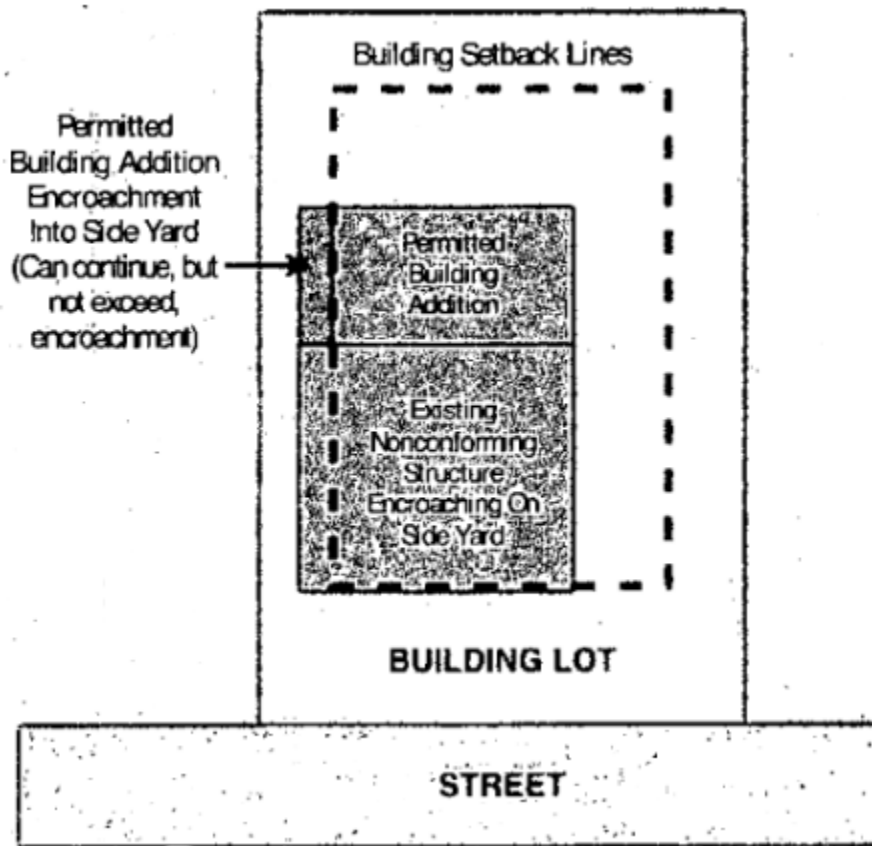 Building Setback Lines
Permitted
Building Addition
Encroachment
Into Side Yard
(Can continue, but
not exceed,
encroachment)
Permitted
Building
Addition
Existing
Nonconforming
Structure
Encroaching On
Side Yard
BUILDING LOT
STREET